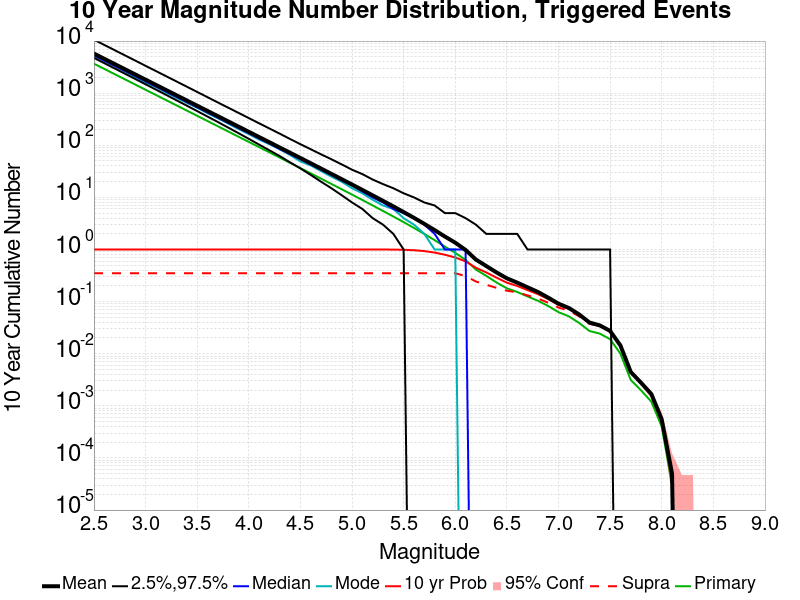 10 Year Magnitude Number Distribution, Triggered Events
10 Year Cumulative Number
10^4
10^3
10^2
10^1
10^0
10^-1
10^-2
10^-3
10^-4
10^-5
2.5 3.0 3.5 4.0 4.5 5.0 5.5 6.0 6.5 7.0 7.5 8.0 8.5 9.0
Magnitude
Mean 2.5%,97.5% Median Mode 10 yr Prob 95% Conf Supra Primary